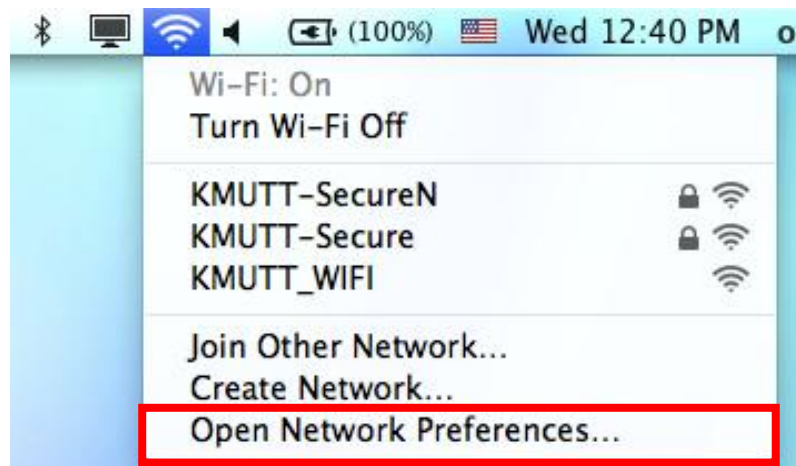 (100%) Wed 12:40 PM o
Wi-Fi: On
Turn Wi-Fi Off
KMUTT-SecureN
KMUTT-Secure
KMUTT_WIFI
Join Other Network...
Create Network...
Open Network Preferences...